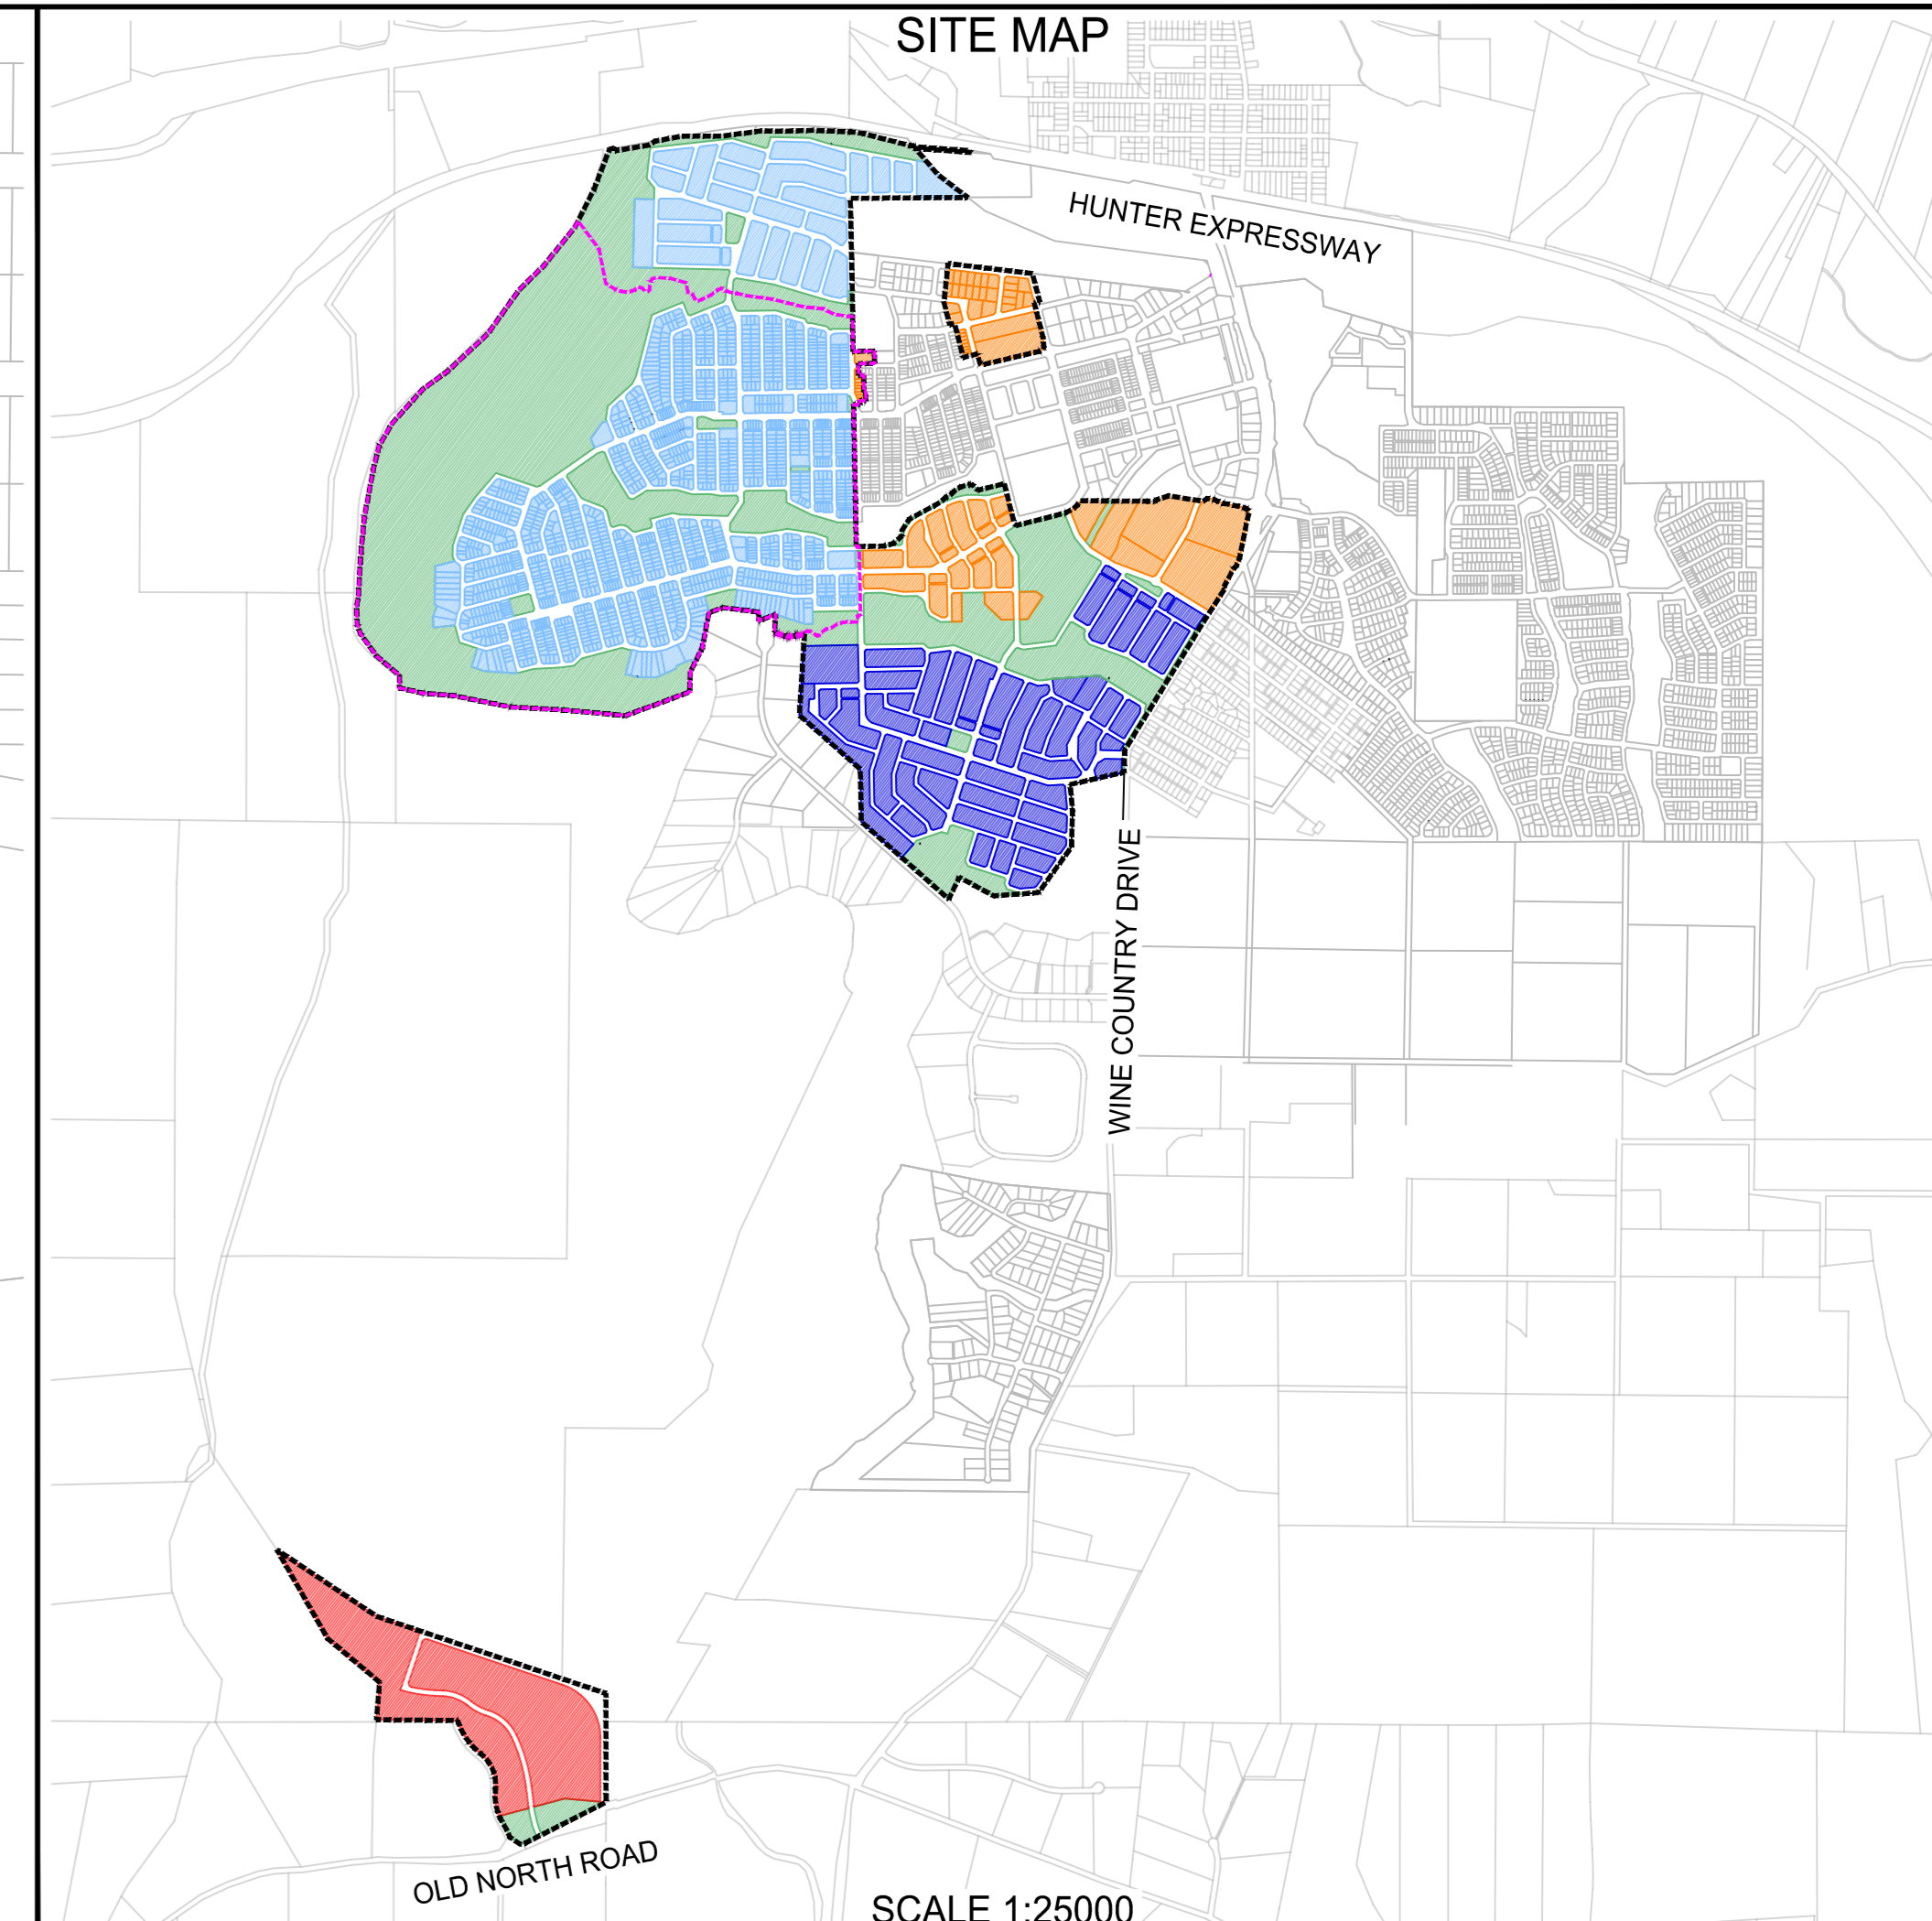 SITE MAP
HUNTER EXPRESSWAY
WINE COUNTRY DRIVE
OLD NORTH ROAD
SCALE 1:25000